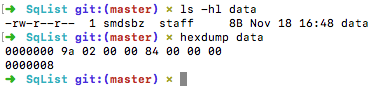 ➜ SqList git:(master) ✗ ls -hl data
-rw-r--r-- 1 smdsbz staff 8B Nov 18 16:48 data
➜ SqList git:(master) ✗ hexdump data
0000000 9a 02 00 00 84 00 00 00
0000008
➜ SqList git:(master) ✗